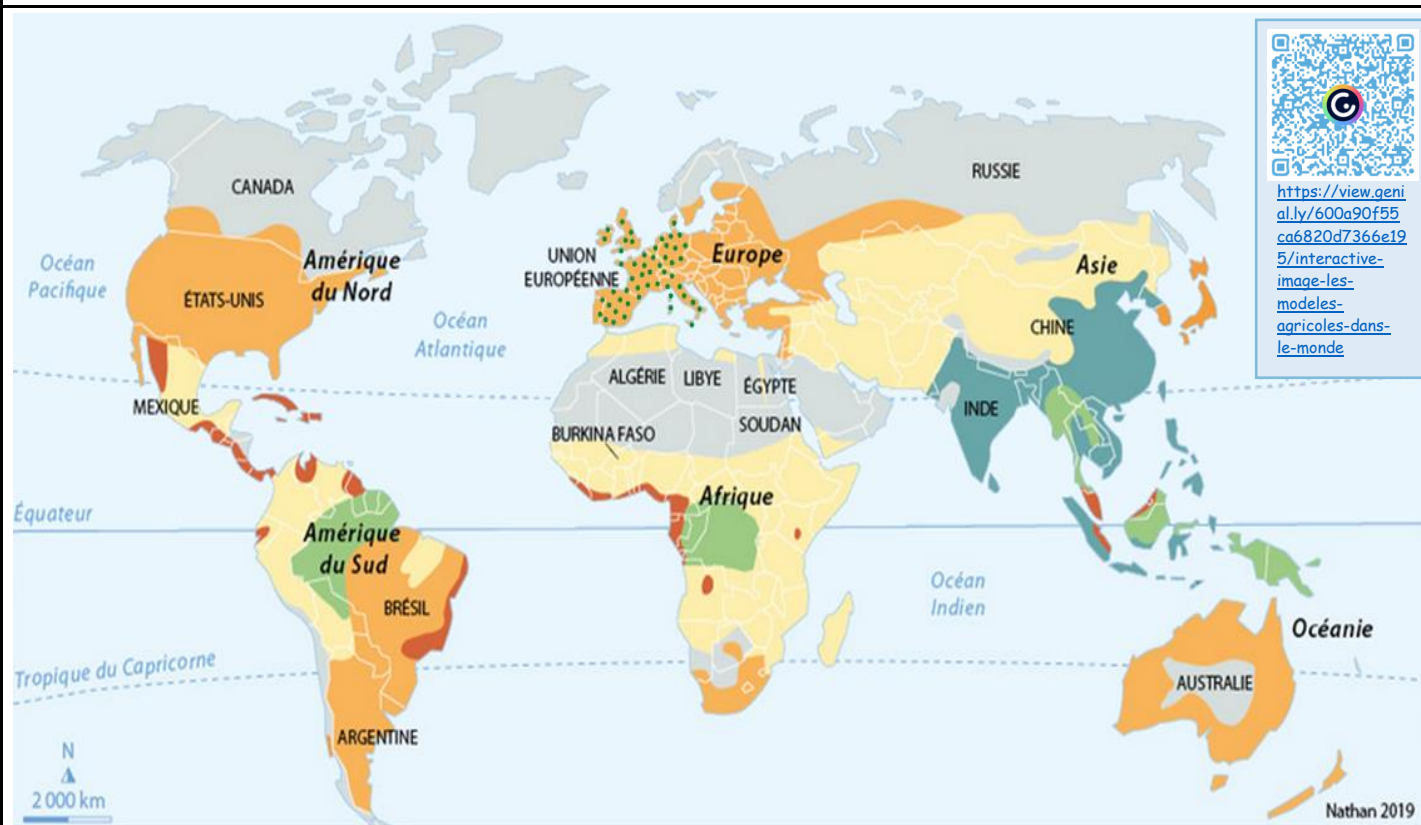 CANADA
RUSSIE
https://view.geni
al.ly/600a90f55
ca6820d7366e19
5/interactive-
image-les-
modeles-
agricoles-dans-
le-monde
Océan
Pacifique
ÉTATS-UNIS
Amérique
du Nord
UNION
EUROPÉENNE
Europe
Asie
Océan
Atlantique
CHINE
MEXIQUE
ALGÉRIE
LIBYE
ÉGYPTE
INDE
BURKINA FASO
SOUDAN
Afrique
Équateur
Amérique
du Sud
BRÉSIL
Océan
Indien
Océanie
Tropique du Capricorne
AUSTRALIE
ARGENTINE
N
2 000 km
Nathan 2019